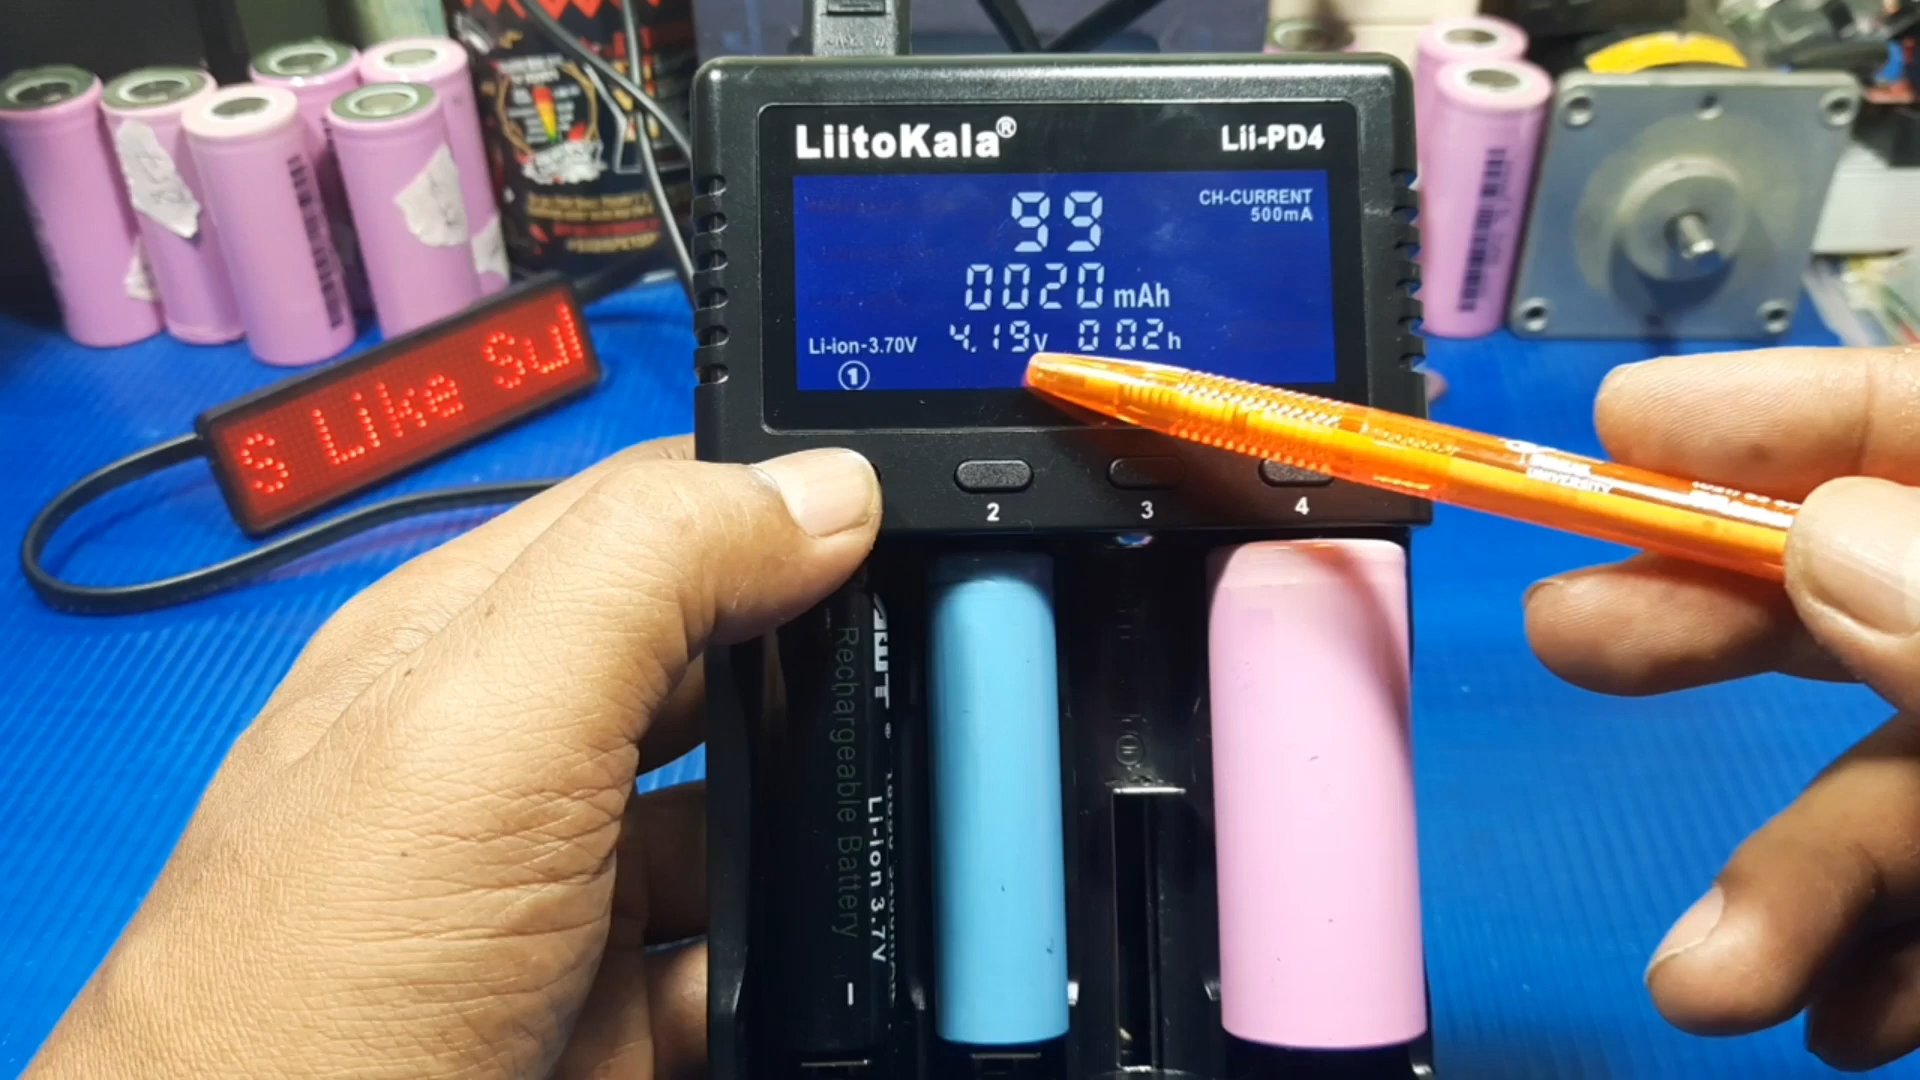 LiitoKala®
Lii-PD4
99
CH-CURRENT
500mA
0020 mAh
Li-ion-3.70V 4.19V 002h
1
S Like Su
2
3
4
Rechargeable Battery
Li-ion 3.7V